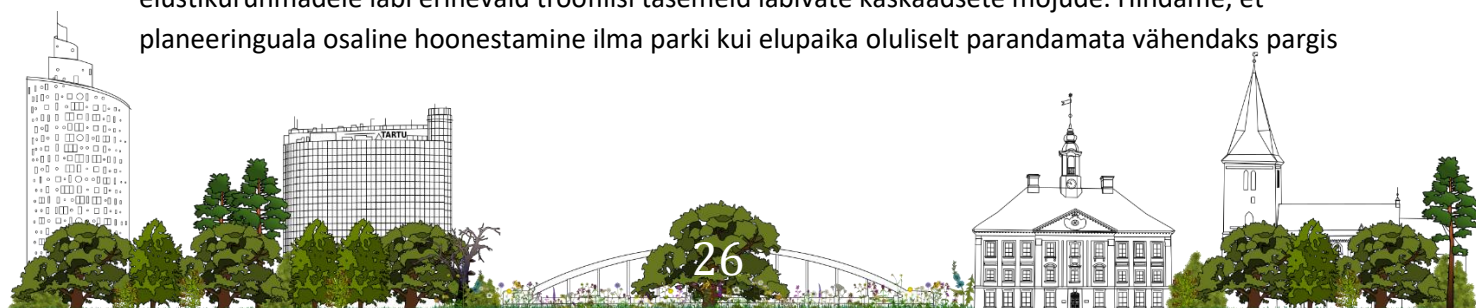 elustikurühmadele läbi erinevaid troofilisi tasemeid läbivate kaskaadsete mõjude. Hindame, et
planeeringuala osaline hoonestamine ilma parki kui elupaika oluliselt parandamata vähendaks pargis
TARTU
26